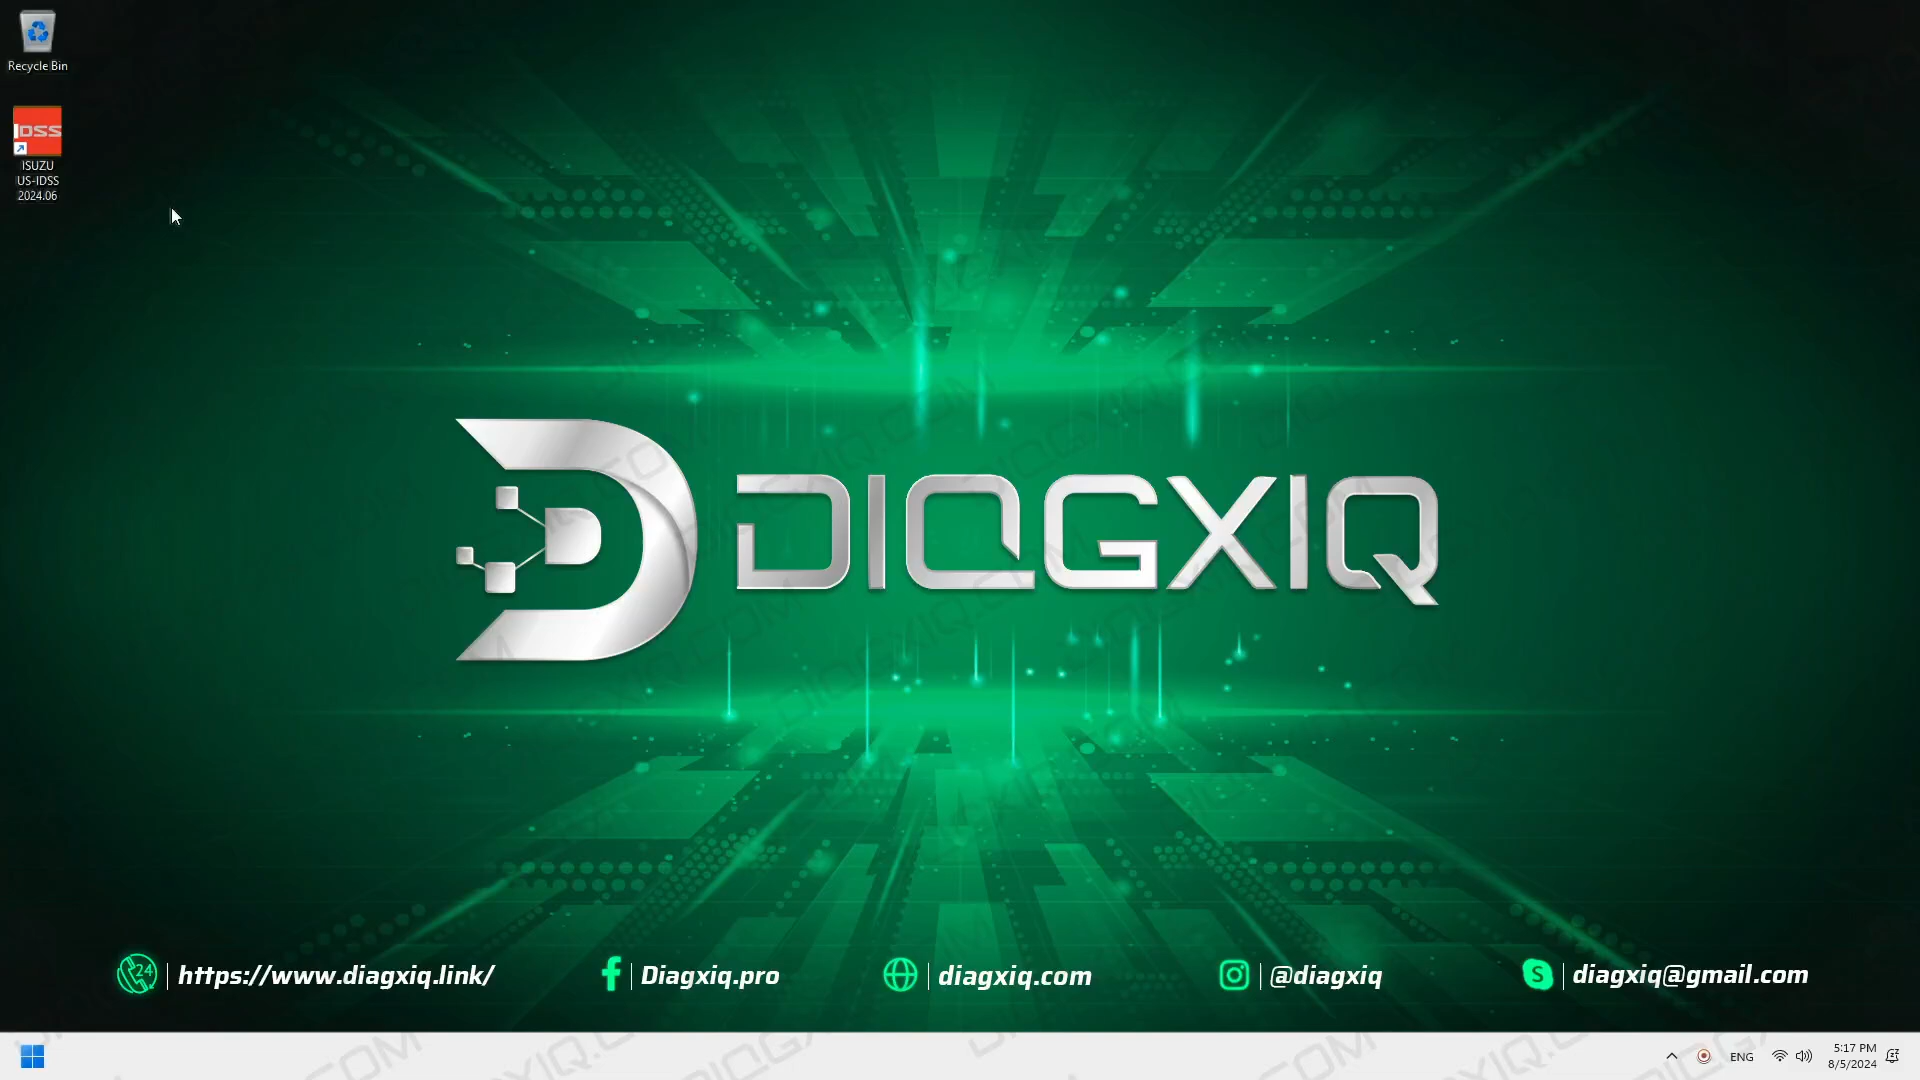 Recycle Bin
IDSS
ISUZU
US-IDSS
2024.06
DIAGXIQ
24
https://www.diagxiq.link/
Diagxiq.pro
diagxiq.com
@diagxiq
diagxiq@gmail.com
ENG
5:17 PM
8/5/2024